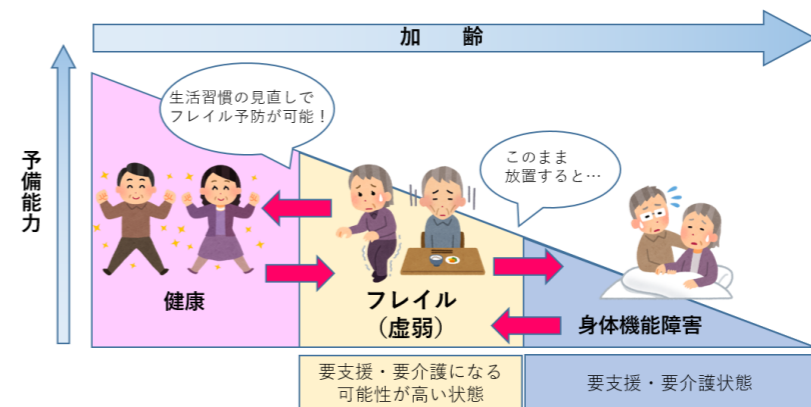 加 齢
生活習慣の見直しで
フレイル予防が可能！
このまま
放置すると…
予備能力
健康
フレイル
（虚弱）
身体機能障害
要支援・要介護になる
可能性が高い状態
要支援・要介護状態